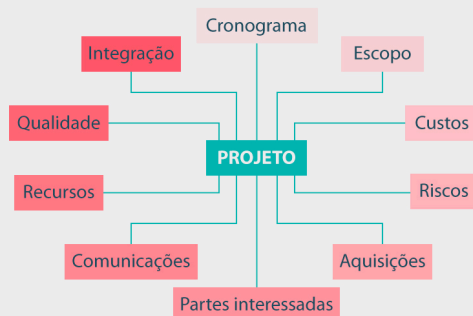 Cronograma
Integração
Escopo
Qualidade
Custos
PROJETO
Recursos
Riscos
Comunicações
Aquisições
Partes interessadas